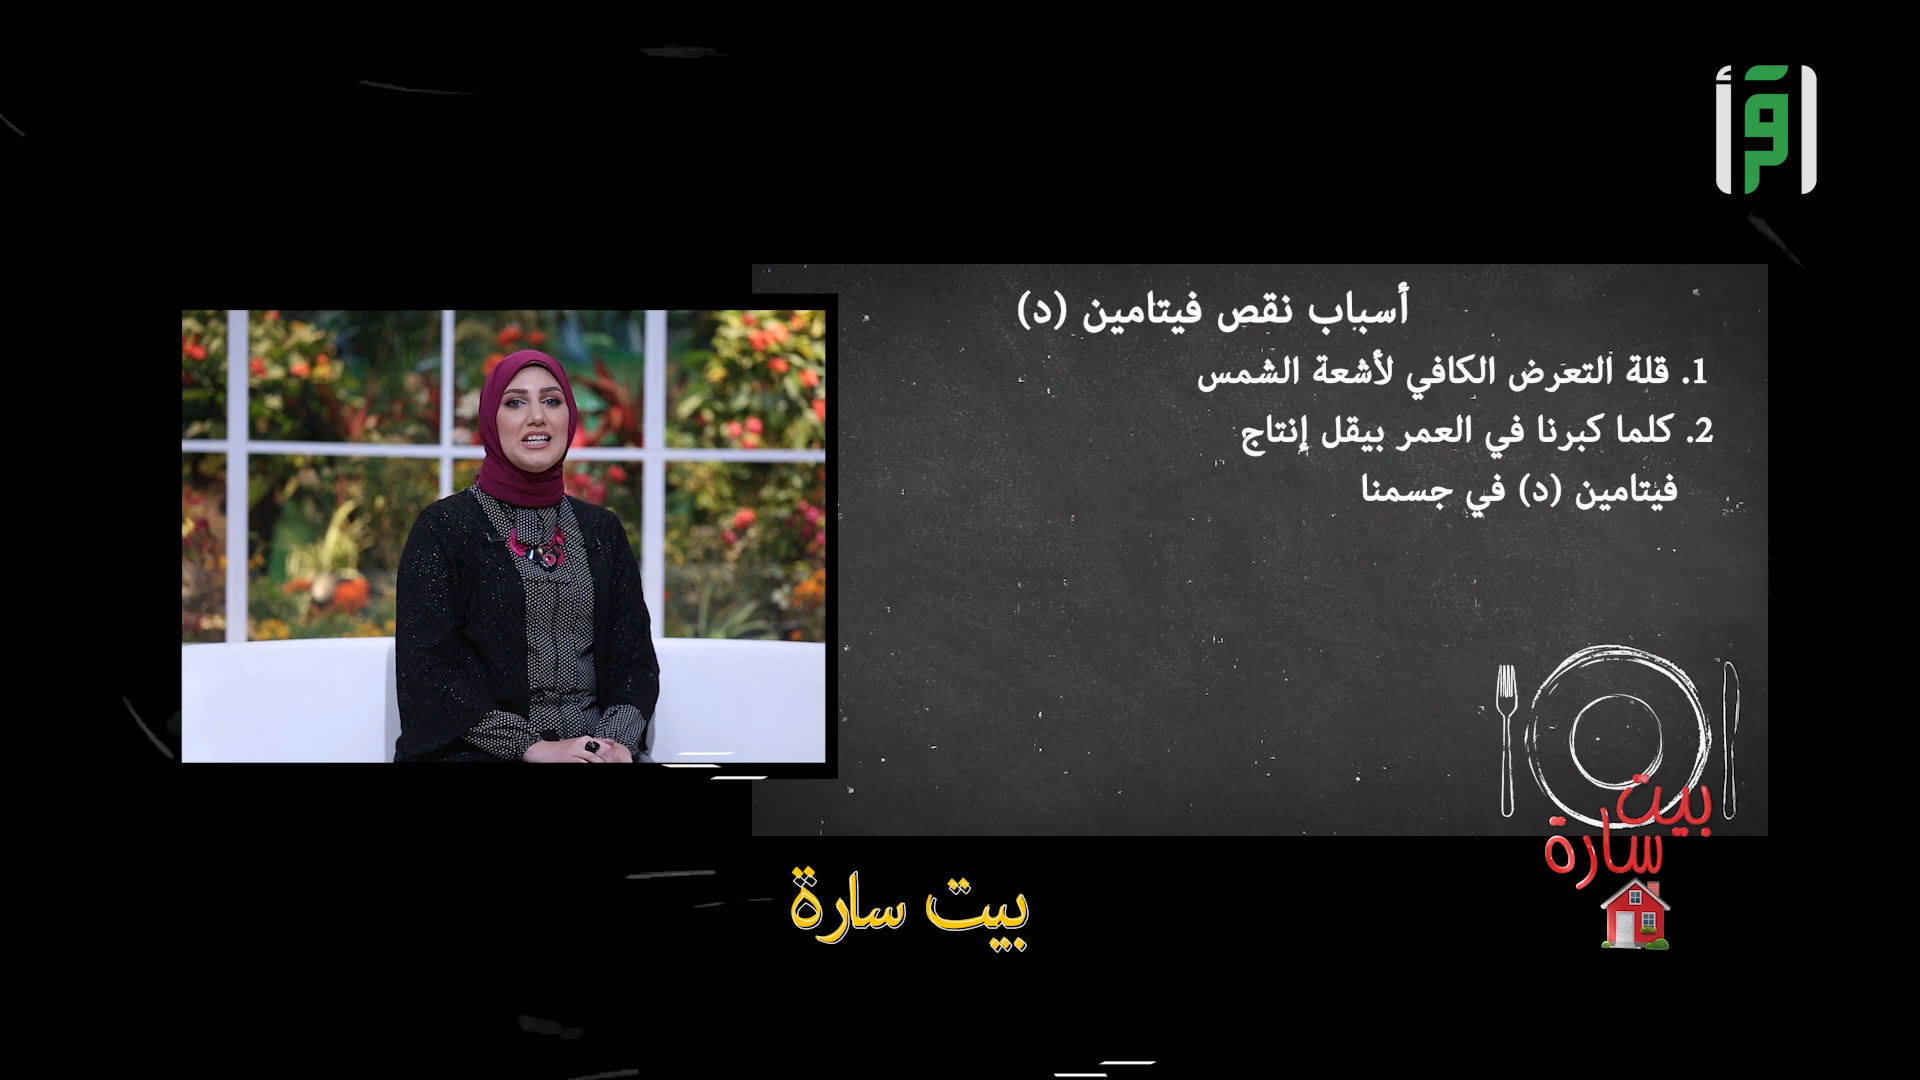 اقرأ
أسباب نقص فيتامين (د)
1. قلة التعرض الكافي لأشعة الشمس
2. كلما كبرنا في العمر بيقل إنتاج
فيتامين (د) في جسمنا
بيت
سارة
بيت سارة